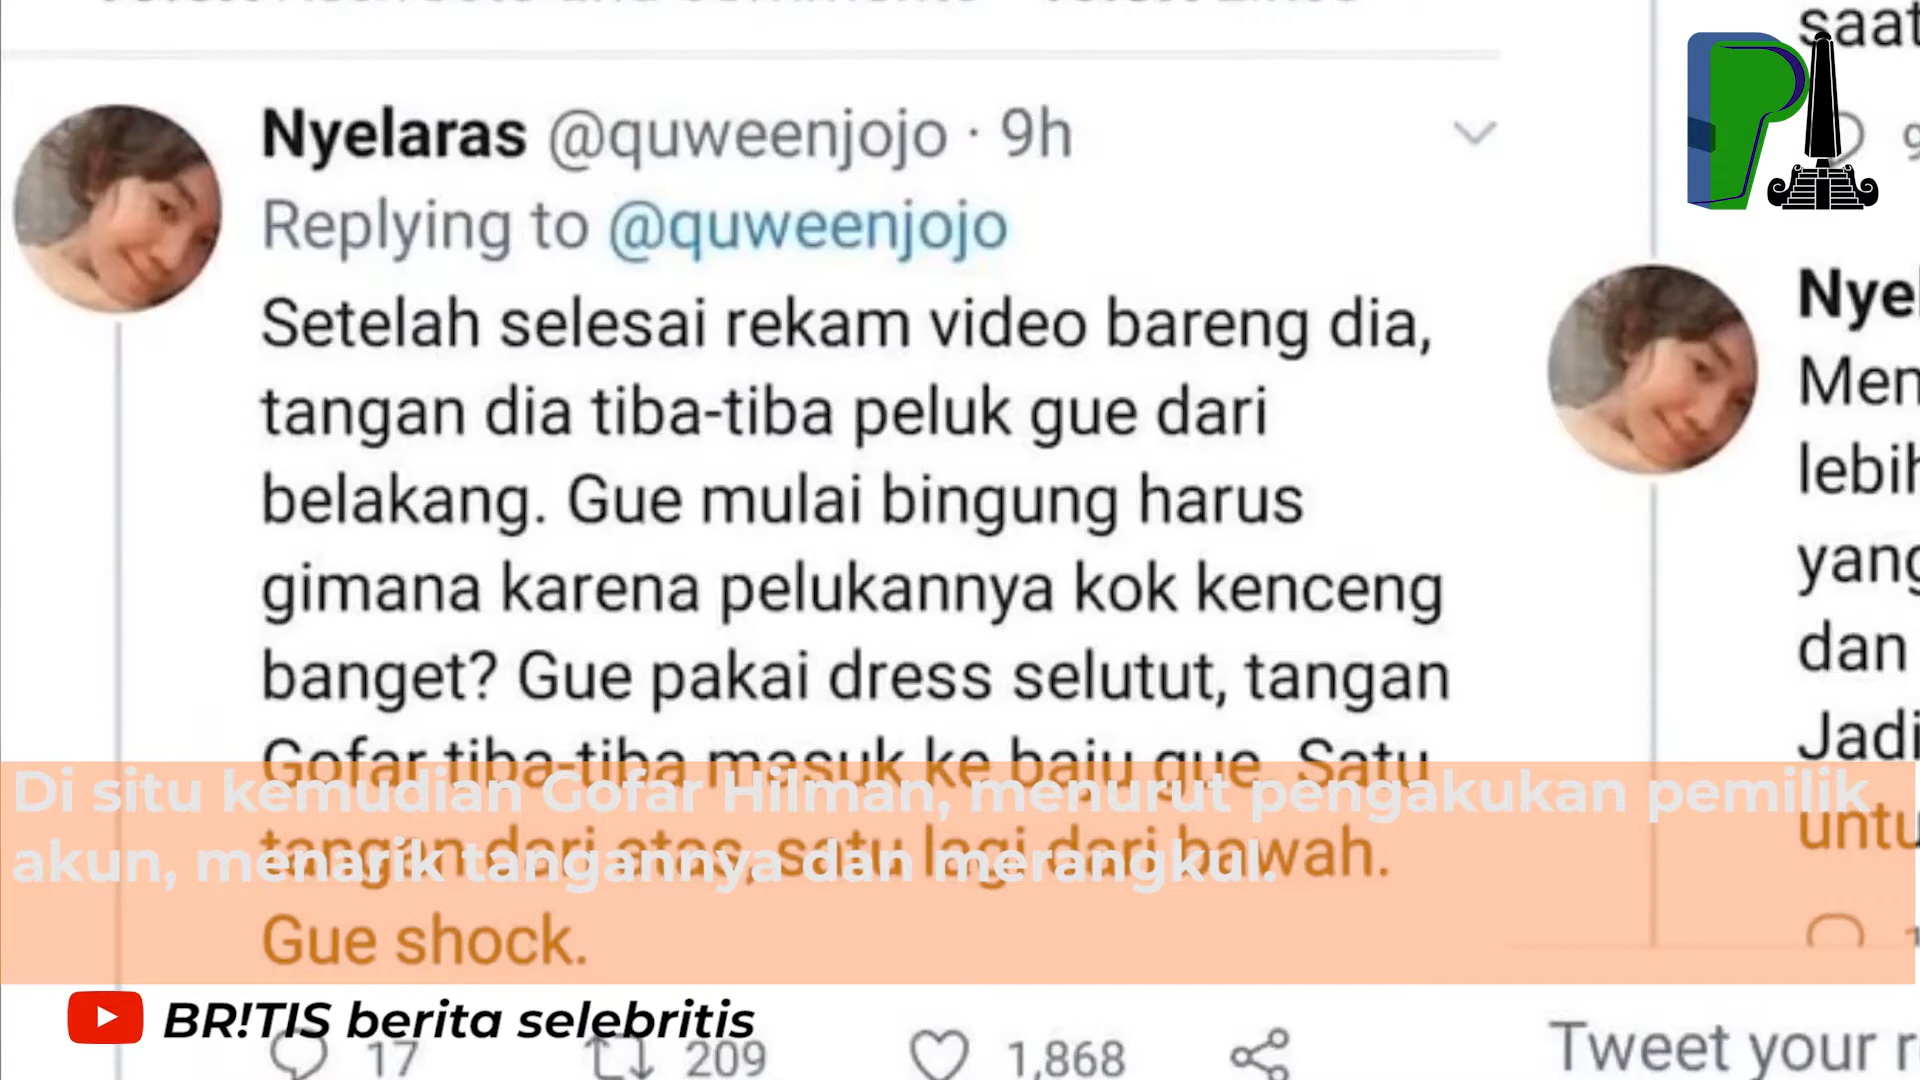 Nyelaras @quweenjojo · 9h
Replying to @quweenjojo
Setelah selesai rekam video bareng dia,
tangan dia tiba-tiba peluk gue dari
belakang. Gue mulai bingung harus
gimana karena pelukannya kok kenceng
banget? Gue pakai dress selutut, tangan
Gofar tiba-tiba masuk ke baju gue. Satu
tangan dari atas, satu lagi dari bawah.
Gue shock.
17 209 1,868
Di situ kemudian Gofar Hilman, menurut pengakukan pemilik
akun, menarik tangannya dan merangkul.
BR!TIS berita selebritis
saat
Nyel
Men
lebih
yang
dan
Jadi
untu
Tweet your r